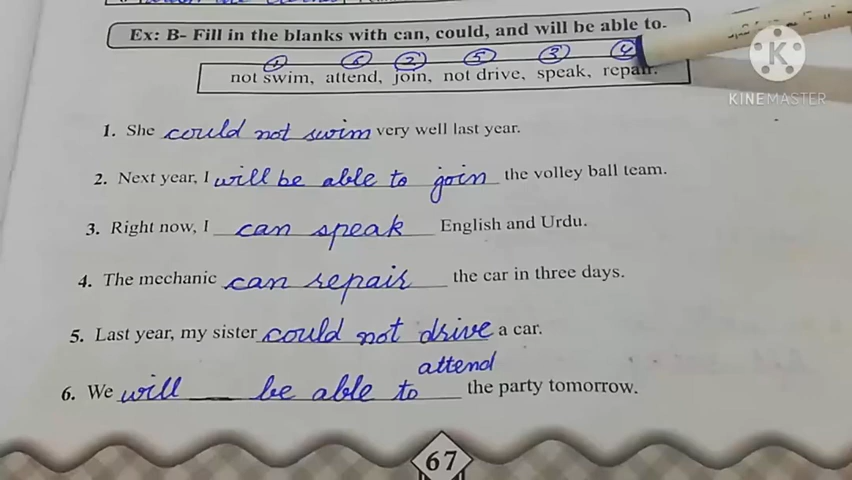 Ex: B- Fill in the blanks with can, could, and will be able to.
1 6 2 5 3 4
not swim, attend, join, not drive, speak, repair.
K
KINEMASTER
1. She could not swim very well last year.
2. Next year, I will be able to join the volley ball team.
3. Right now, I can speak English and Urdu.
4. The mechanic can repair the car in three days.
5. Last year, my sister could not drive a car.
attend
6. We will be able to the party tomorrow.
67